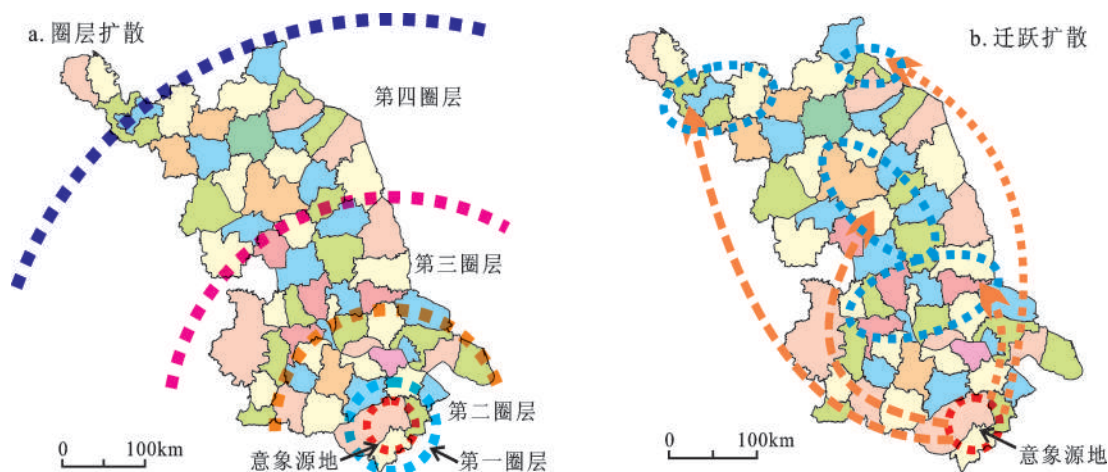 a. 圈层扩散
第四圈层
第三圈层
第二圈层
0 100km
意象源地
第一圈层
b. 迁跃扩散
0 100km
意象源地